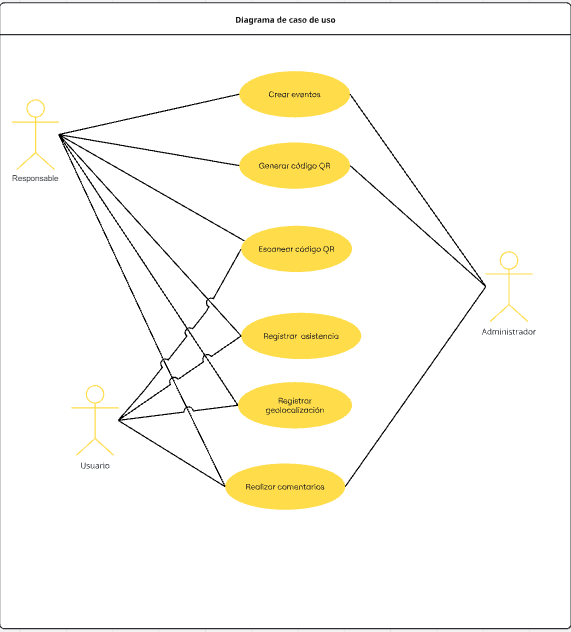 Diagrama de caso de uso
Crear eventos
Responsable
Generar código QR
Escanear código QR
Administrador
Registrar asistencia
Registrar
geolocalización
Usuario
Realizar comentarios